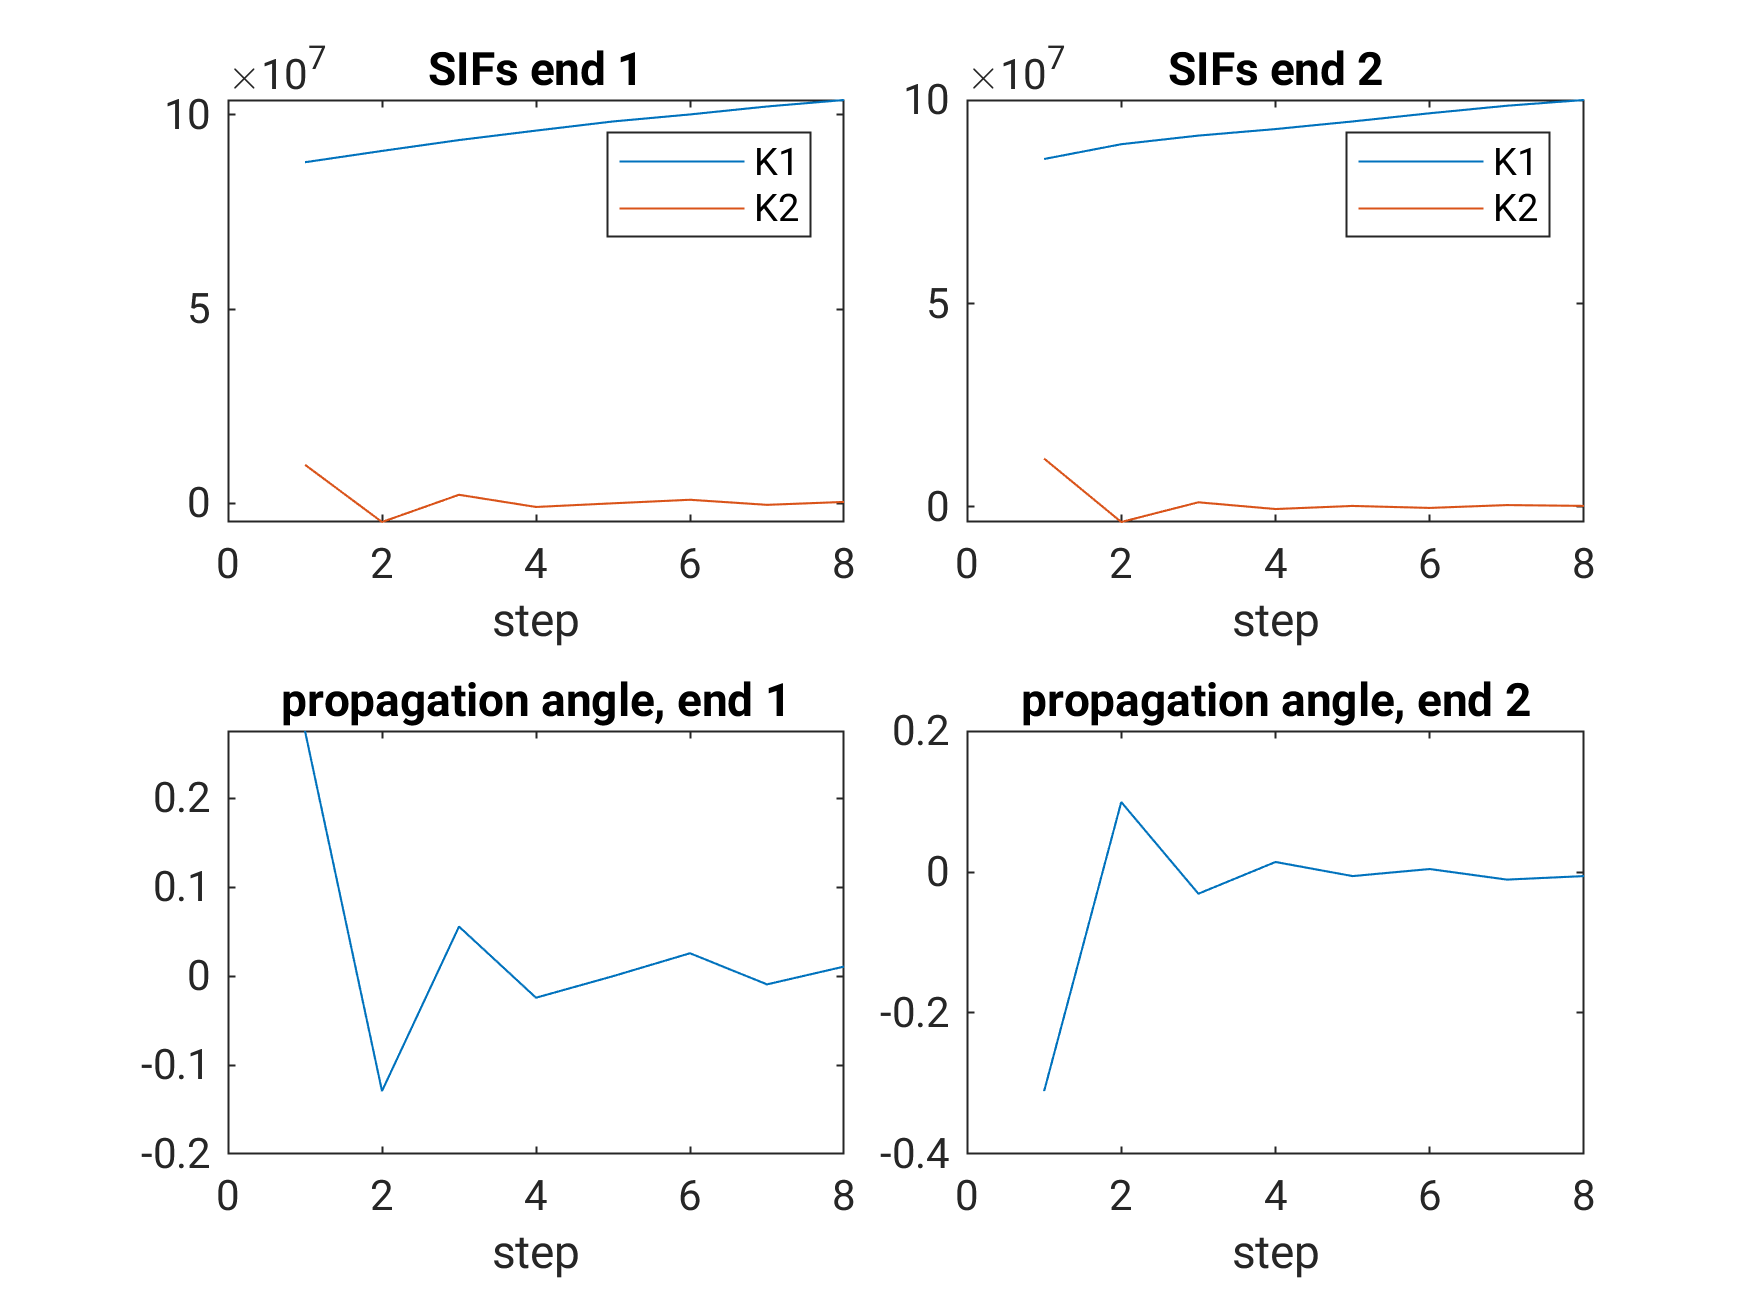 SIFs end 1
×10^7
10
5
0
K1
K2
0 2 4 6 8
step
SIFs end 2
×10^7
10
5
0
K1
K2
0 2 4 6 8
step
propagation angle, end 1
0.2
0.1
0
-0.1
-0.2
0 2 4 6 8
step
propagation angle, end 2
0.2
0
-0.2
-0.4
0 2 4 6 8
step